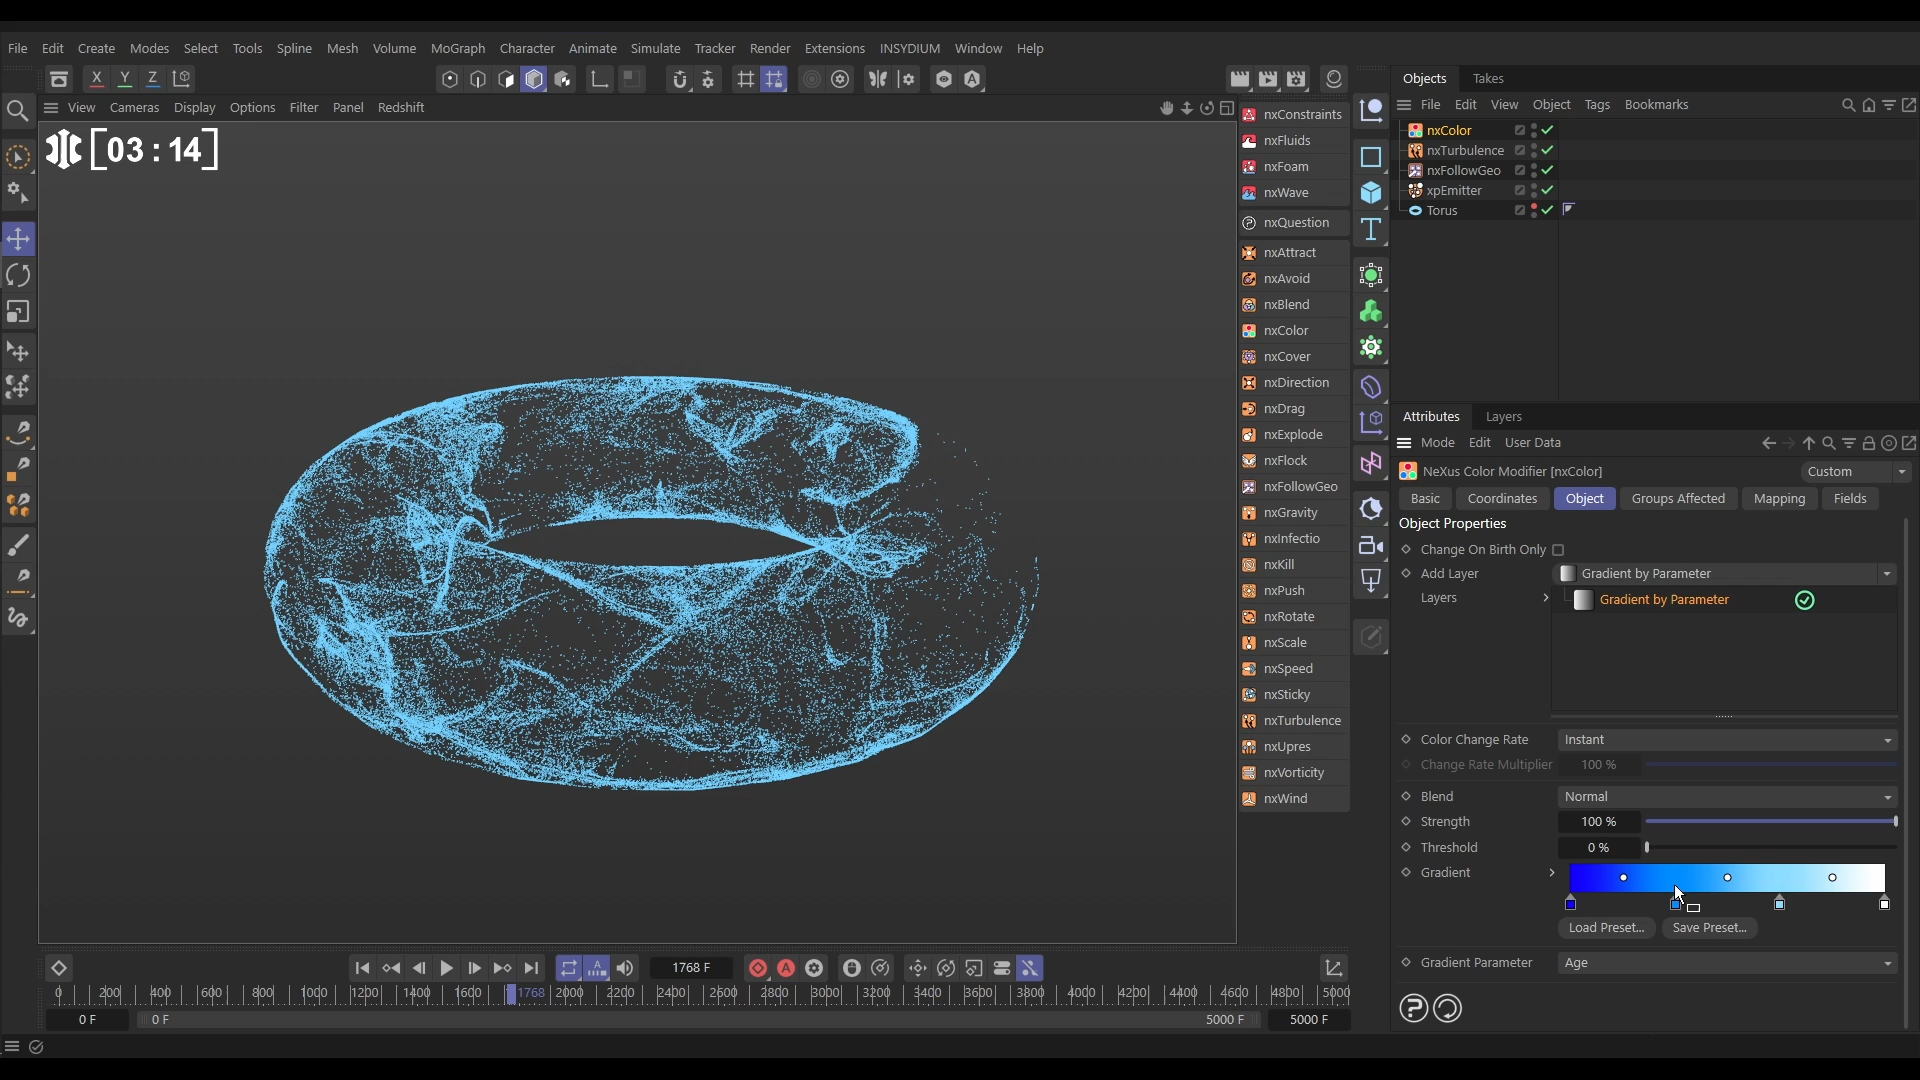 File Edit Create Modes Select Tools Spline Mesh Volume MoGraph Character Animate Simulate Tracker Render Extensions INSYDIUM Window Help
X Y Z
View Cameras Display Options Filter Panel Redshift
[03:14]
nxConstraints
nxFluids
nxFoam
nxWave
nxQuestion
nxAttract
nxAvoid
nxBlend
nxColor
nxCover
nxDirection
nxDrag
nxExplode
nxFlock
nxFollowGeo
nxGravity
nxInfectio
nxKill
nxPush
nxRotate
nxScale
nxSpeed
nxSticky
nxTurbulence
nxUpres
nxVorticity
nxWind
Objects Takes
File Edit View Object Tags Bookmarks
nxColor
nxTurbulence
nxFollowGeo
xpEmitter
Torus
Attributes Layers
Mode Edit User Data
NeXus Color Modifier [nxColor] Custom
Basic Coordinates Object Groups Affected Mapping Fields
Object Properties
Change On Birth Only
Add Layer Gradient by Parameter
Layers Gradient by Parameter
Color Change Rate Instant
Change Rate Multiplier 100 %
Blend Normal
Strength 100 %
Threshold 0 %
Gradient
Load Preset... Save Preset...
Gradient Parameter Age
1768 F
0 200 400 600 800 1000 1200 1400 1600 1768 2000 2200 2400 2600 2800 3000 3200 3400 3600 3800 4000 4200 4400 4600 4800 5000
0 F 0 F 5000 F 5000 F